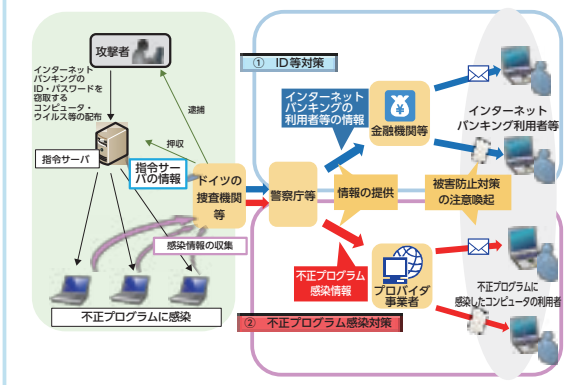 攻撃者
インターネット
バンキングの
ID・パスワードを
窃取する
コンピュータ・
ウイルス等の配布
逮捕
押収
指令サーバ
指令サー
バの情報
ドイツの
捜査機関
等
感染情報の収集
不正プログラムに感染
① ID等対策
インターネット
バンキングの
利用者等の情報
金融機関等
インターネット
バンキング利用者等
警察庁等
情報の提供
被害防止対策
の注意喚起
不正プログラム
感染情報
プロバイダ
事業者
不正プログラムに
感染したコンピュータの利用者
② 不正プログラム感染対策